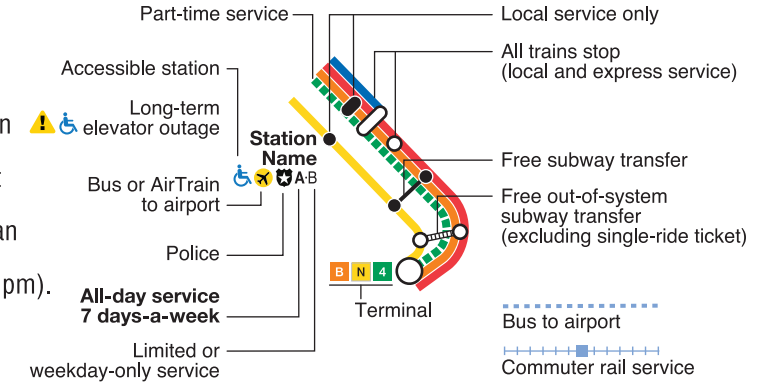 Part-time service
Accessible station
Long-term
elevator outage
n
Station
Name
A·B
Bus or AirTrain
to airport
an
Police
pm).
All-day service
7 days-a-week
Limited or
weekday-only service
B N 4
Terminal
Local service only
All trains stop
(local and express service)
Free subway transfer
Free out-of-system
subway transfer
(excluding single-ride ticket)
Bus to airport
Commuter rail service